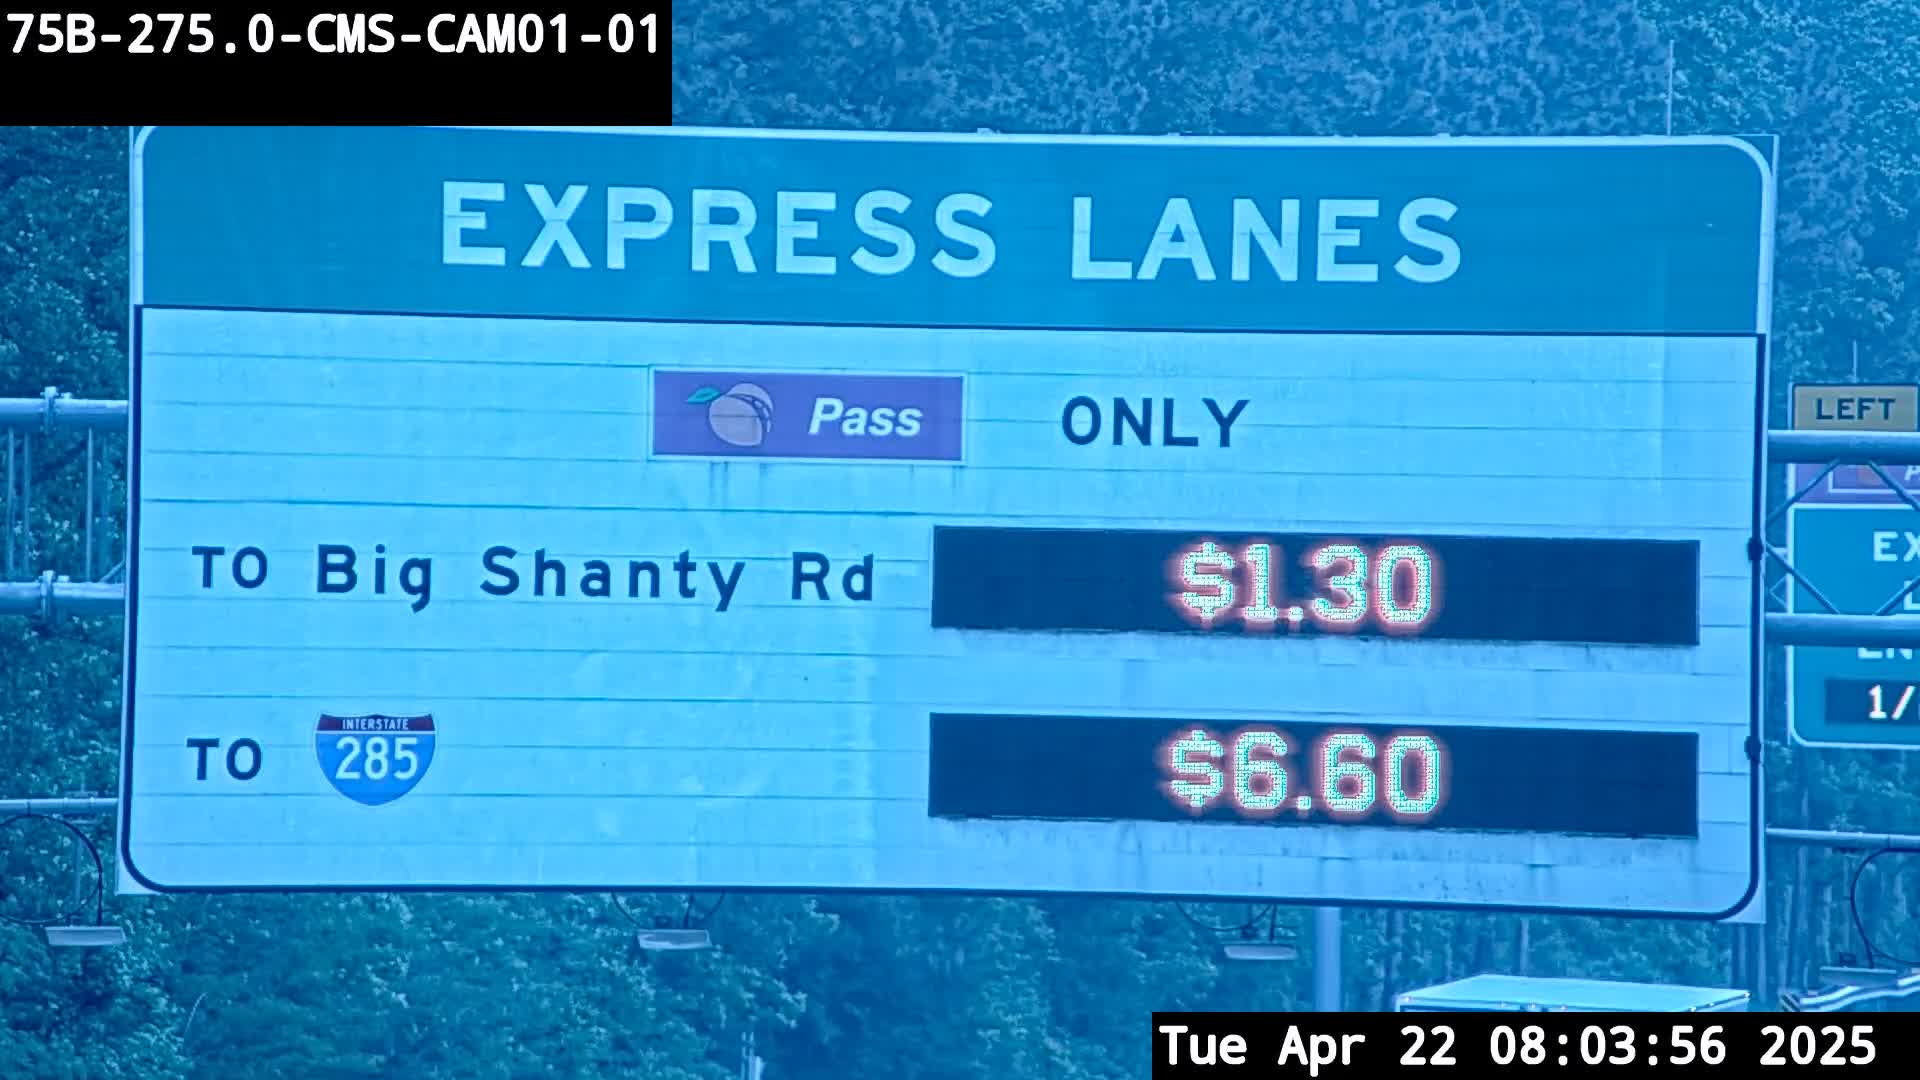 75B-275.0-CMS-CAM01-01
EXPRESS LANES
Pass ONLY
TO Big Shanty Rd $1.30
TO INTERSTATE 285 $6.60
LEFT
1/
Tue Apr 22 08:03:56 2025